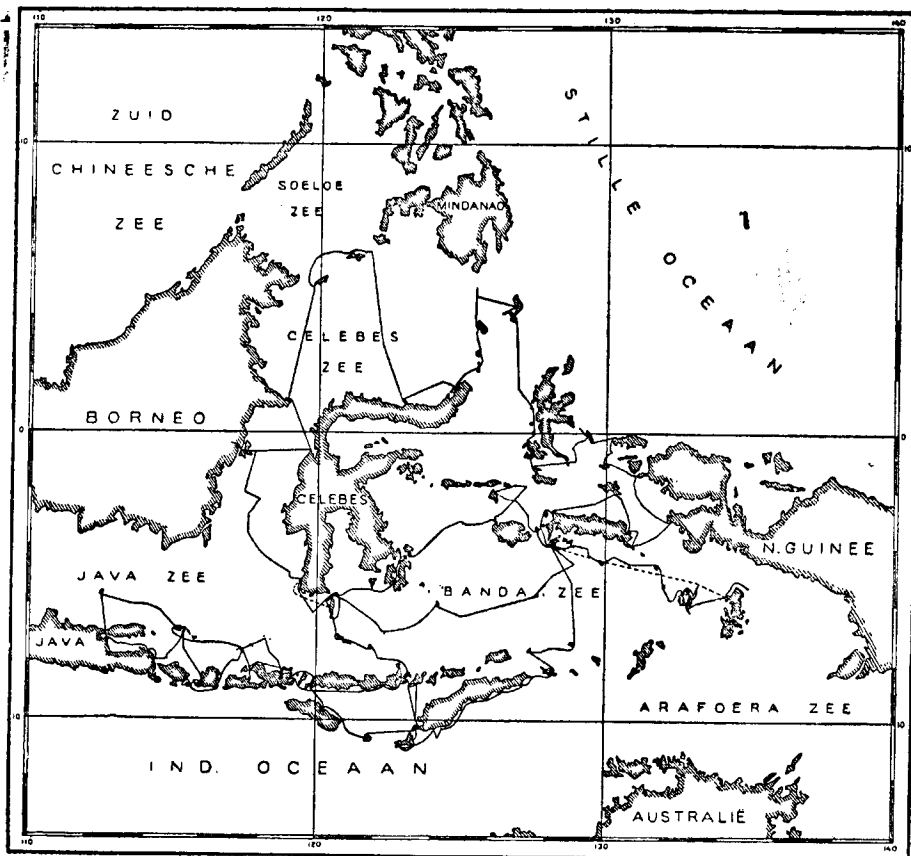 110 120 130 140
STILLE OCEAAN
ZUID
10 10
CHINEESCHE
SOELOE
ZEE
ZEE
MINDANAO
CELEBES
ZEE
BORNEO
0 0
CELEBES
N. GUINEE
JAVA ZEE
BANDA ZEE
JAVA
ARAFOERA ZEE
10 10
IND. OCEAAN
AUSTRALIË
110 120 130 140